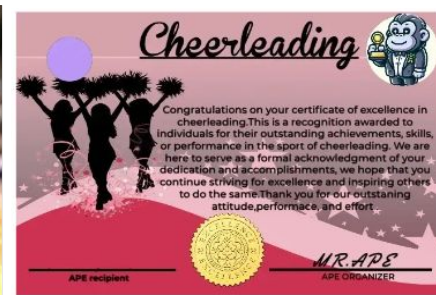 Cheerleading
Congratulations on your certificate of excellence in
cheerleading.This is a recognition awarded to
individuals for their outstanding achievements, skills,
or performance in the sport of cheerleading. We are
here to serve as a formal acknowledgment of your
dedication and accomplishments, we hope that you
continue striving for excellence and inspiring others
to do the same.Thank you for our outstaning
attitude,performace, and effort
MR.APE
APE recipient
APE ORGANIZER
EXCELLENCE